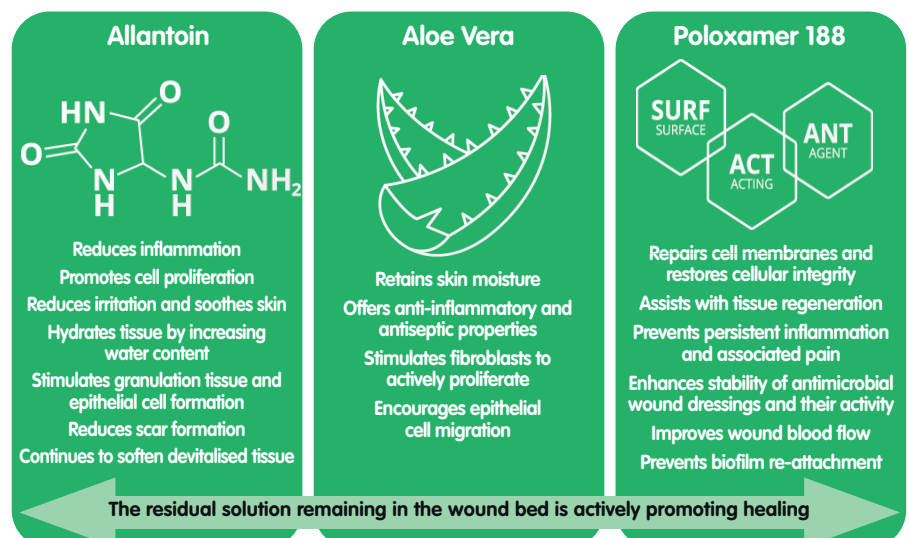 Allantoin
O
HN
O
O
N
H
N
H
NH₂
Reduces inflammation
Promotes cell proliferation
Reduces irritation and soothes skin
Hydrates tissue by increasing
water content
Stimulates granulation tissue and
epithelial cell formation
Reduces scar formation
Continues to soften devitalised tissue
Aloe Vera
Retains skin moisture
Offers anti-inflammatory and
antiseptic properties
Stimulates fibroblasts to
actively proliferate
Encourages epithelial
cell migration
Poloxamer 188
SURF
SURFACE
ACT
ACTING
ANT
AGENT
Repairs cell membranes and
restores cellular integrity
Assists with tissue regeneration
Prevents persistent inflammation
and associated pain
Enhances stability of antimicrobial
wound dressings and their activity
Improves wound blood flow
Prevents biofilm re-attachment
The residual solution remaining in the wound bed is actively promoting healing